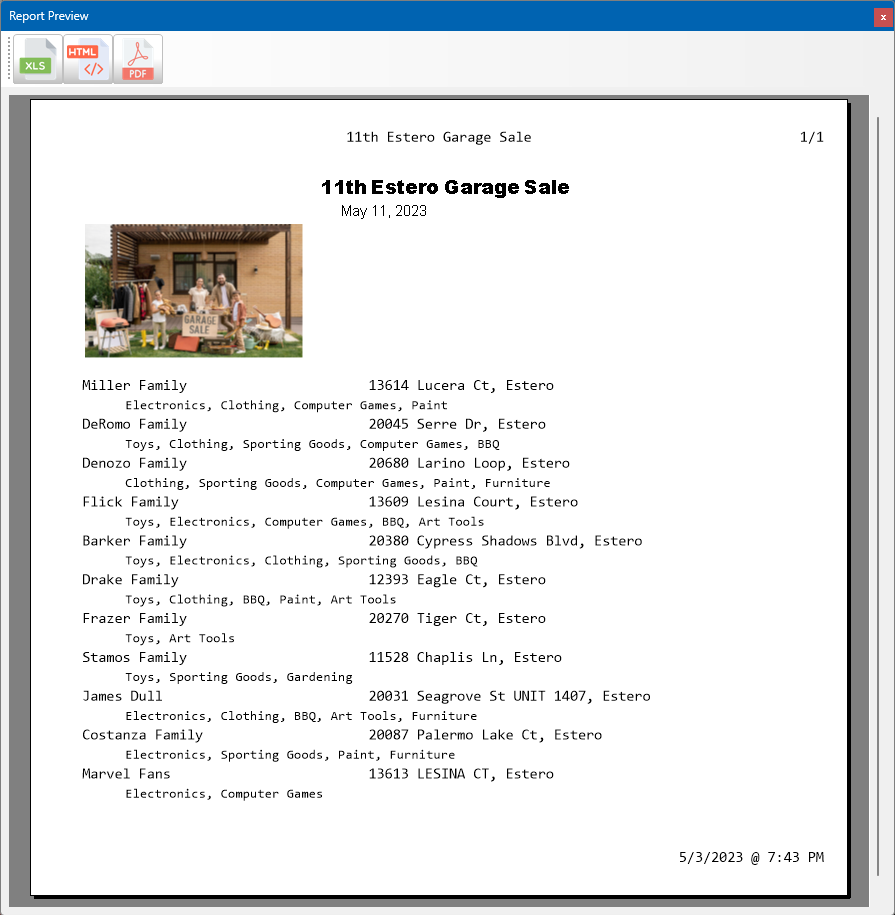 Report Preview
x
XLS
HTML
</>
PDF
11th Estero Garage Sale 1/1
11th Estero Garage Sale
May 11, 2023
GARAGE
SALE
Miller Family 13614 Lucera Ct, Estero
Electronics, Clothing, Computer Games, Paint
DeRomo Family 20045 Serre Dr, Estero
Toys, Clothing, Sporting Goods, Computer Games, BBQ
Denozo Family 20680 Larino Loop, Estero
Clothing, Sporting Goods, Computer Games, Paint, Furniture
Flick Family 13609 Lesina Court, Estero
Toys, Electronics, Computer Games, BBQ, Art Tools
Barker Family 20380 Cypress Shadows Blvd, Estero
Toys, Electronics, Clothing, Sporting Goods, BBQ
Drake Family 12393 Eagle Ct, Estero
Toys, Clothing, BBQ, Paint, Art Tools
Frazer Family 20270 Tiger Ct, Estero
Toys, Art Tools
Stamos Family 11528 Chaplis Ln, Estero
Toys, Sporting Goods, Gardening
James Dull 20031 Seagrove St UNIT 1407, Estero
Electronics, Clothing, BBQ, Art Tools, Furniture
Costanza Family 20087 Palermo Lake Ct, Estero
Electronics, Sporting Goods, Paint, Furniture
Marvel Fans 13613 LESINA CT, Estero
Electronics, Computer Games
5/3/2023 @ 7:43 PM